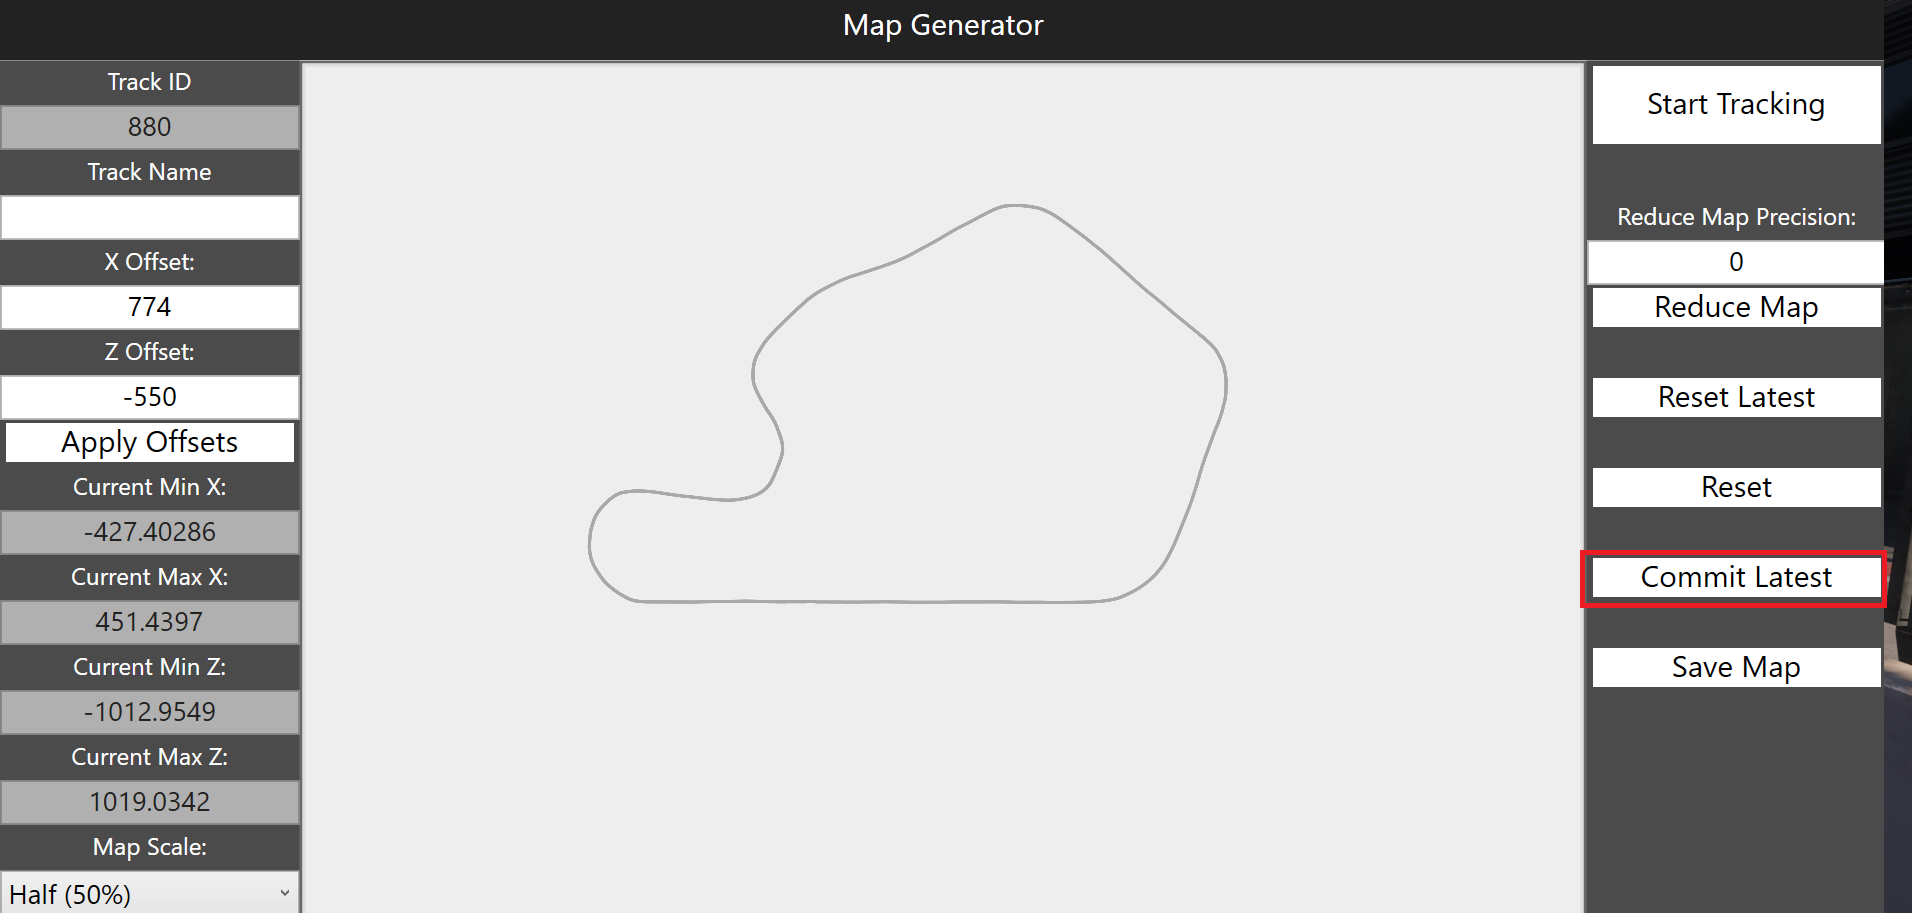 Map Generator
Track ID
880
Track Name
X Offset:
774
Z Offset:
-550
Apply Offsets
Current Min X:
-427.40286
Current Max X:
451.4397
Current Min Z:
-1012.9549
Current Max Z:
1019.0342
Map Scale:
Half (50%)
Start Tracking
Reduce Map Precision:
0
Reduce Map
Reset Latest
Reset
Commit Latest
Save Map